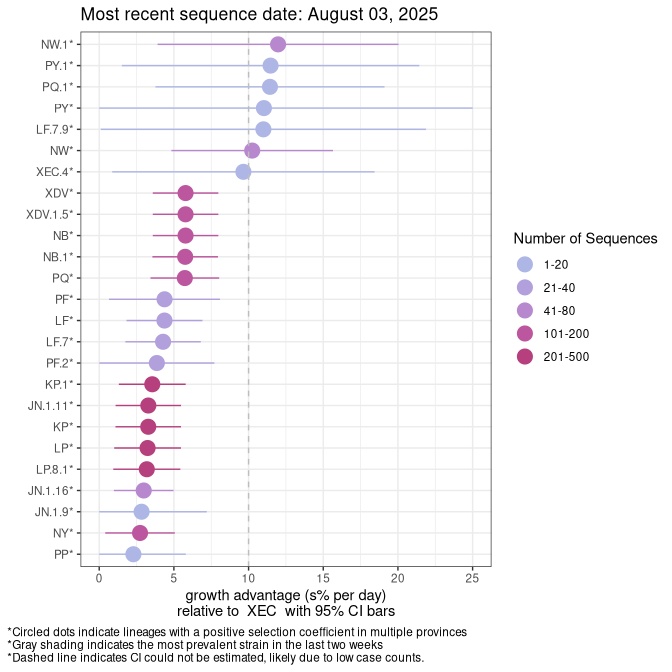 Most recent sequence date: August 03, 2025
NW.1*
PY.1*
PQ.1*
PY*
LF.7.9*
NW*
XEC.4*
XDV*
XDV.1.5*
NB*
NB.1*
PQ*
PF*
LF*
LF.7*
PF.2*
KP.1*
JN.1.11*
KP*
LP*
LP.8.1*
JN.1.16*
JN.1.9*
NY*
PP*
0 5 10 15 20 25
growth advantage (s% per day)
relative to XEC with 95% CI bars
Number of Sequences
1-20
21-40
41-80
101-200
201-500
*Circled dots indicate lineages with a positive selection coefficient in multiple provinces
*Gray shading indicates the most prevalent strain in the last two weeks
*Dashed line indicates CI could not be estimated, likely due to low case counts.